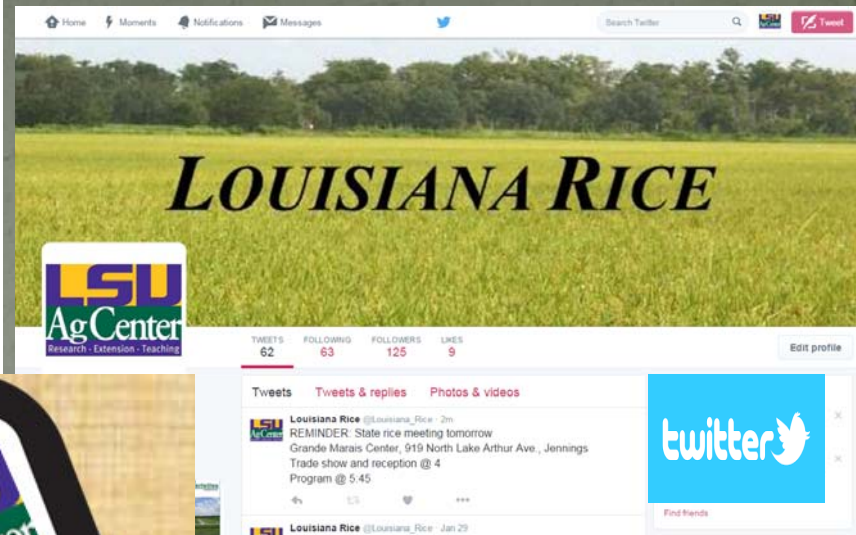 Home Moments Notifications Messages Search Twitter Tweet
LOUISIANA RICE
LSU
AgCenter
Research - Extension - Teaching
TWEETS FOLLOWING FOLLOWERS LIKES
62 63 125 9
Edit profile
Tweets Tweets & replies Photos & videos
Louisiana Rice @Louisiana_Rice · 2m
REMINDER: State rice meeting tomorrow
Grande Marais Center, 919 North Lake Arthur Ave., Jennings
Trade show and reception @ 4
Program @ 5:45
twitter
Find friends
Louisiana Rice @Louisiana_Rice · Jan 29